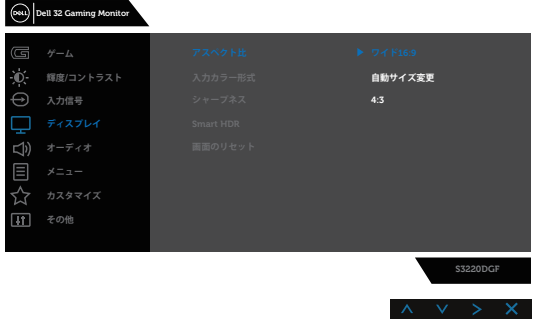 DELL Dell 32 Gaming Monitor
ゲーム
輝度/コントラスト
入力信号
ディスプレイ
オーディオ
メニュー
カスタマイズ
その他
アスペクト比
入力カラー形式
シャープネス
Smart HDR
画面のリセット
ワイド16:9
自動サイズ変更
4:3
S3220DGF